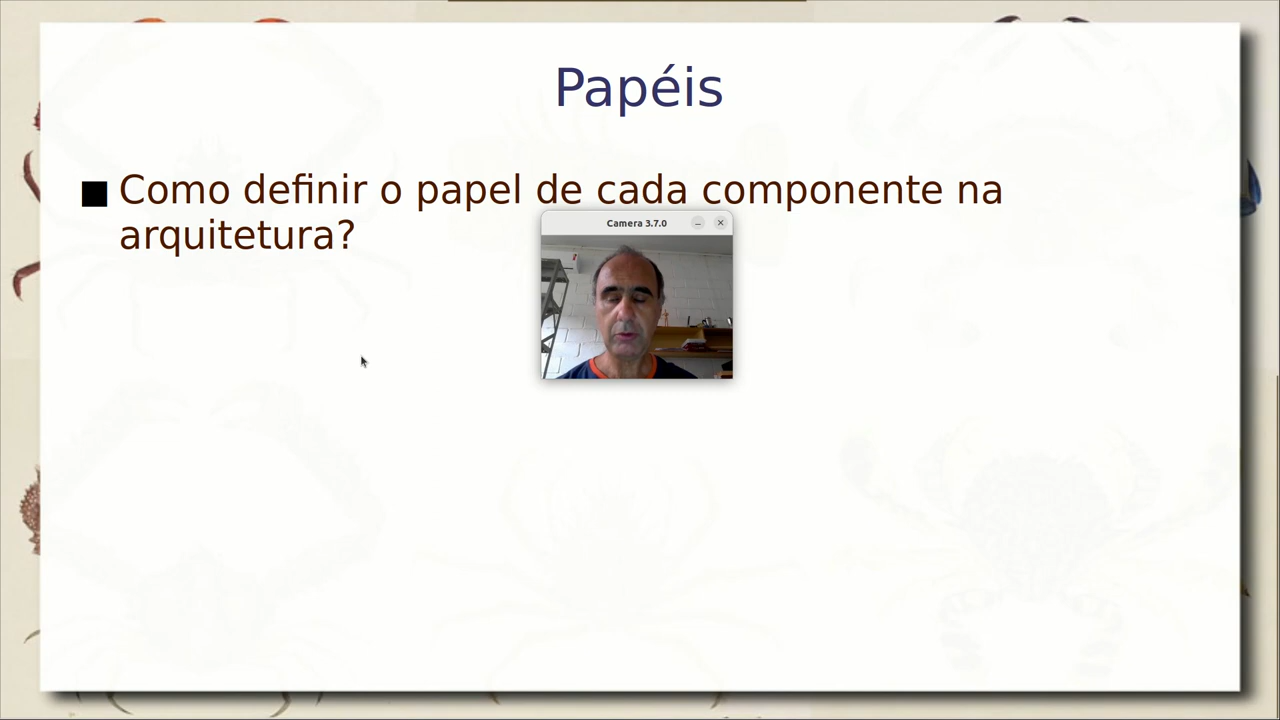 Papéis
■ Como definir o papel de cada componente na
arquitetura?
Camera 3.7.0